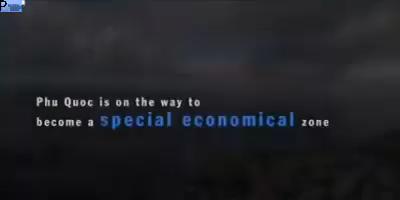 Phu Quoc is on the way to
become a special economical zone